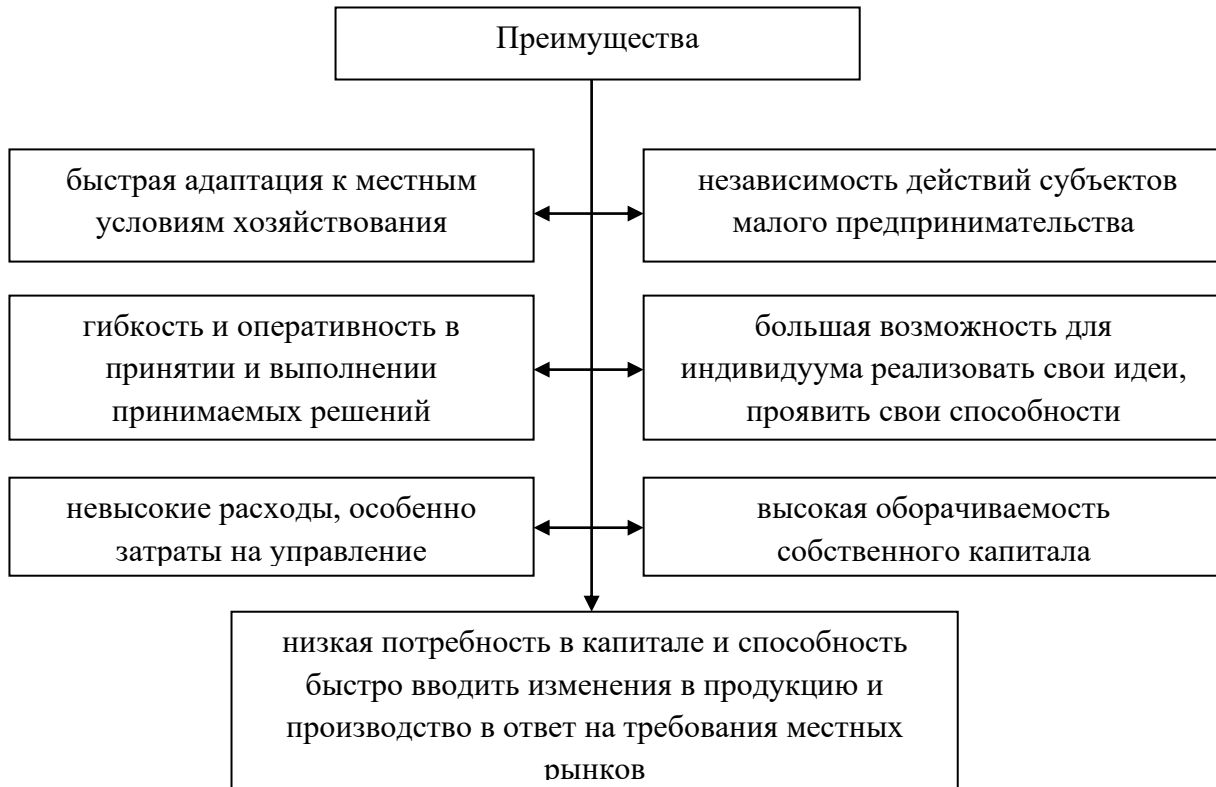 Преимущества
быстрая адаптация к местным
условиям хозяйствования
независимость действий субъектов
малого предпринимательства
гибкость и оперативность в
принятии и выполнении
принимаемых решений
большая возможность для
индивидуума реализовать свои идеи,
проявить свои способности
невысокие расходы, особенно
затраты на управление
высокая оборачиваемость
собственного капитала
низкая потребность в капитале и способность
быстро вводить изменения в продукцию и
производство в ответ на требования местных
рынков